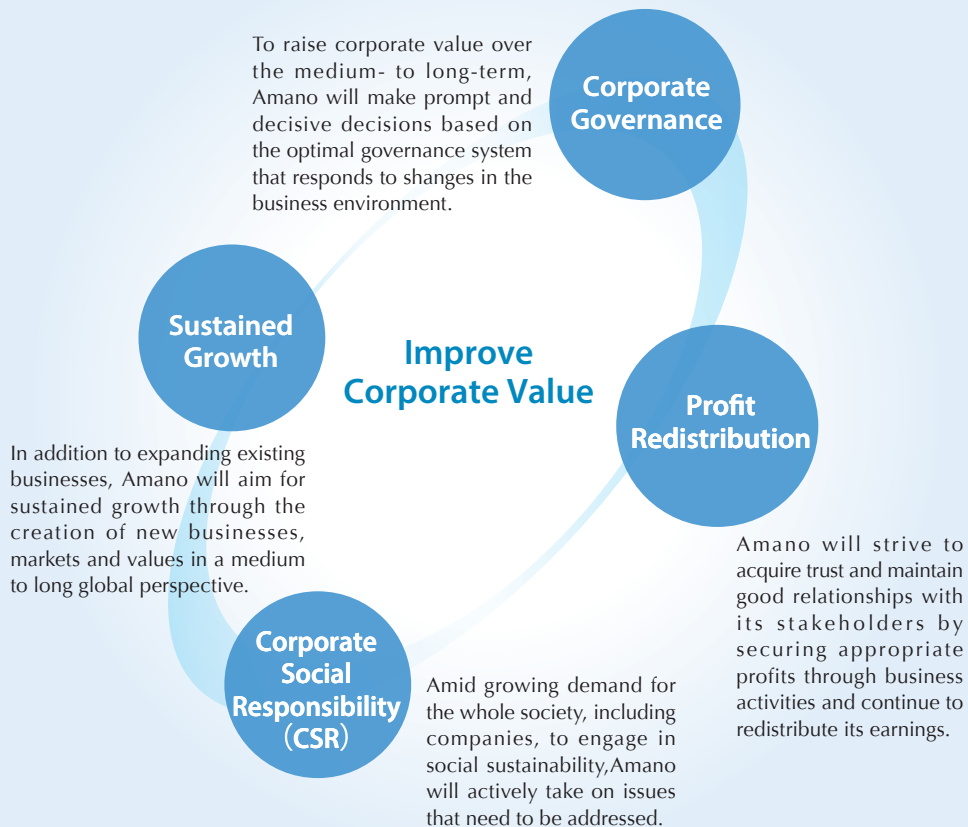 To raise corporate value over
the medium- to long-term,
Amano will make prompt and
decisive decisions based on
the optimal governance system
that responds to shanges in the
business environment.
Corporate
Governance
Sustained
Growth
Improve
Corporate Value
Profit
Redistribution
In addition to expanding existing
businesses, Amano will aim for
sustained growth through the
creation of new businesses,
markets and values in a medium
to long global perspective.
Amano will strive to
acquire trust and maintain
good relationships with
its stakeholders by
securing appropriate
profits through business
activities and continue to
redistribute its earnings.
Corporate
Social
Responsibility
（CSR）
Amid growing demand for
the whole society, including
companies, to engage in
social sustainability,Amano
will actively take on issues
that need to be addressed.